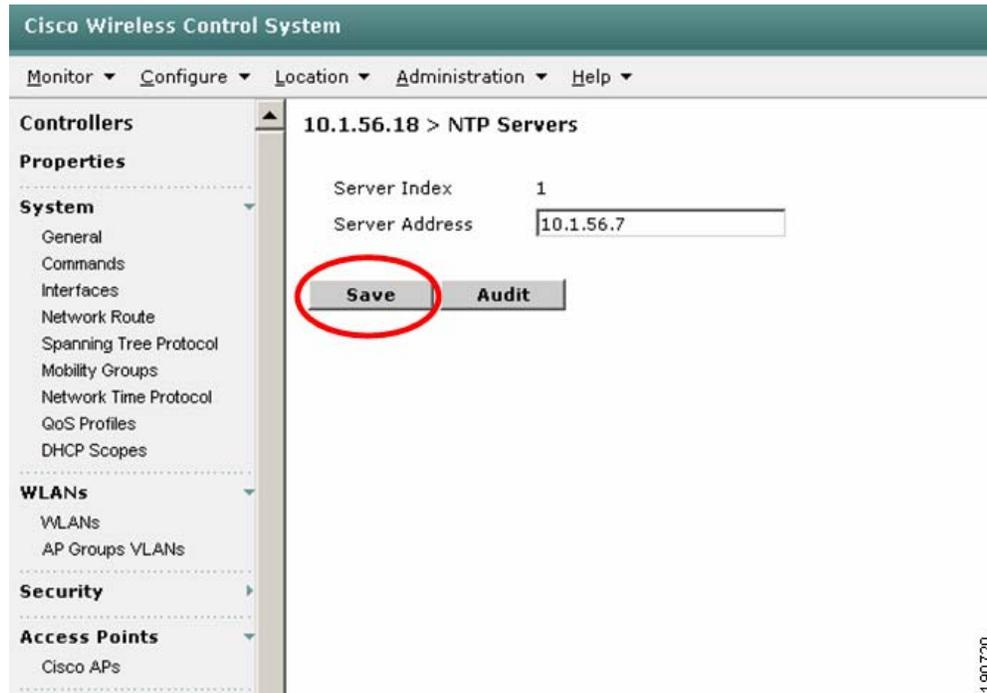 Cisco Wireless Control System
Monitor Configure Location Administration Help
Controllers
Properties
System
General
Commands
Interfaces
Network Route
Spanning Tree Protocol
Mobility Groups
Network Time Protocol
QoS Profiles
DHCP Scopes
WLANs
WLANs
AP Groups VLANs
Security
Access Points
Cisco APs
10.1.56.18 > NTP Servers
Server Index 1
Server Address 10.1.56.7
Save Audit
190720